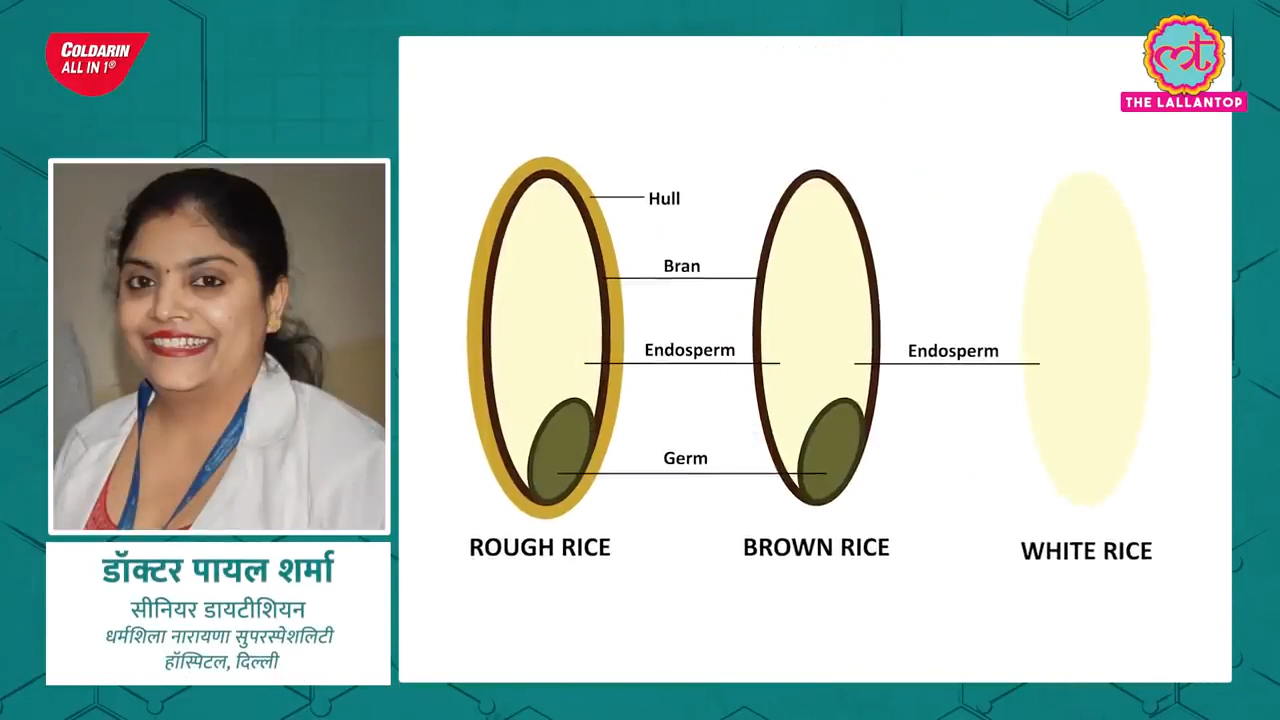 COLDARIN
ALL IN 1®
THE LALLANTOP
Hull
Bran
Endosperm
Endosperm
Germ
ROUGH RICE
BROWN RICE
WHITE RICE
डॉक्टर पायल शर्मा
सीनियर डायटीशियन
धर्मशिला नारायणा सुपरस्पेशलिटी
हॉस्पिटल, दिल्ली